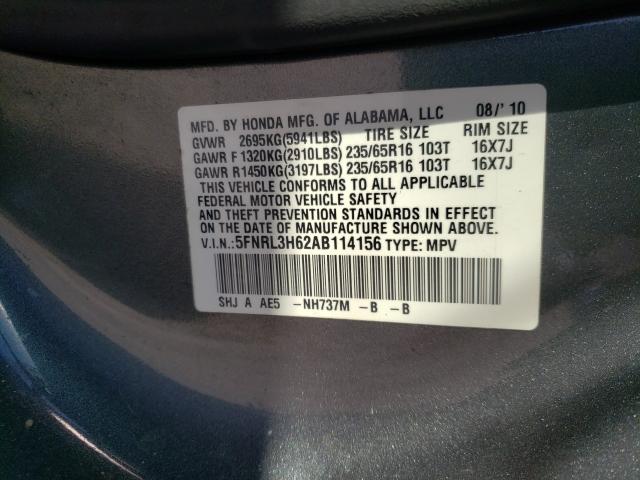 MFD. BY HONDA MFG. OF ALABAMA, LLC 08/' 10
GVWR 2695KG(5941LBS) TIRE SIZE RIM SIZE
GAWR F 1320KG(2910LBS) 235/65R16 103T 16X7J
GAWR R1450KG(3197LBS) 235/65R16 103T 16X7J
THIS VEHICLE CONFORMS TO ALL APPLICABLE
FEDERAL MOTOR VEHICLE SAFETY
AND THEFT PREVENTION STANDARDS IN EFFECT
ON THE DATE OF MANUFACTURE SHOWN ABOVE.
V.I.N.: 5FNRL3H62AB114156 TYPE: MPV
SHJ A AE5 -NH737M -B -B